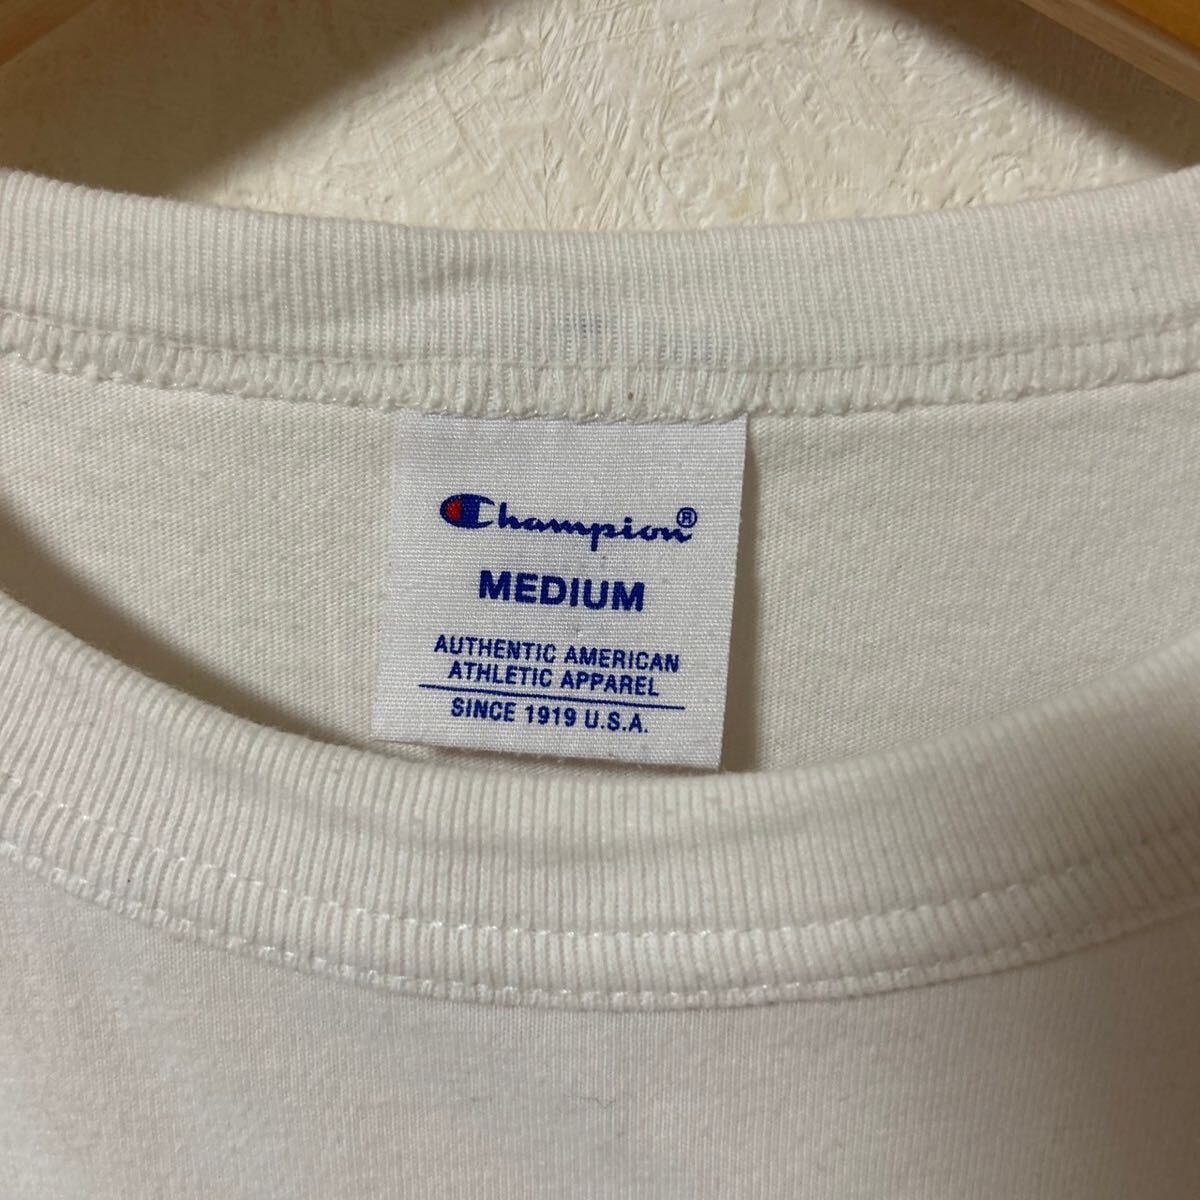 Champion®
MEDIUM
AUTHENTIC AMERICAN
ATHLETIC APPAREL
SINCE 1919 U.S.A.